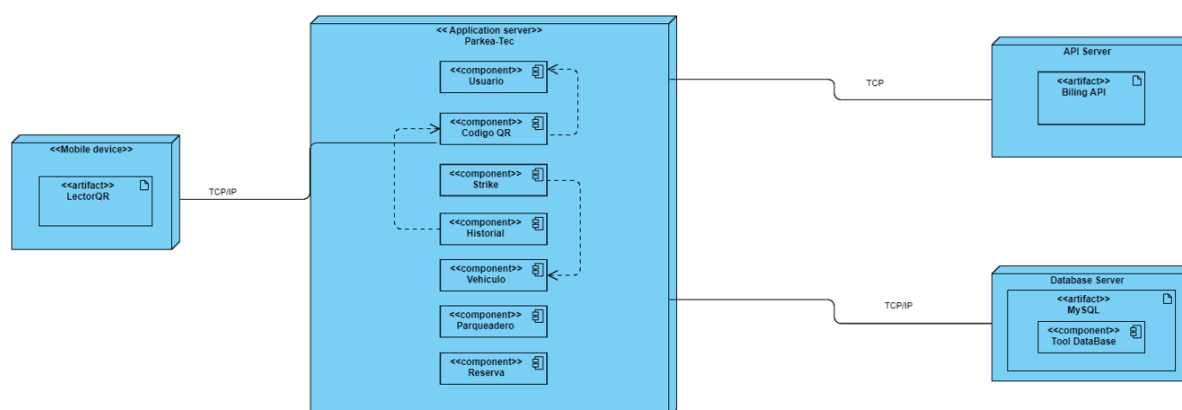 <<Mobile device>>
<<artifact>>
LectorQR
TCP/IP
<< Application server>>
Parkea-Tec
<<component>>
Usuario
<<component>>
Codigo QR
<<component>>
Strike
<<component>>
Historial
<<component>>
Vehiculo
<<component>>
Parqueadero
<<component>>
Reserva
TCP
API Server
<<artifact>>
Biling API
TCP/IP
Database Server
<<artifact>>
MySQL
<<component>>
Tool DataBase